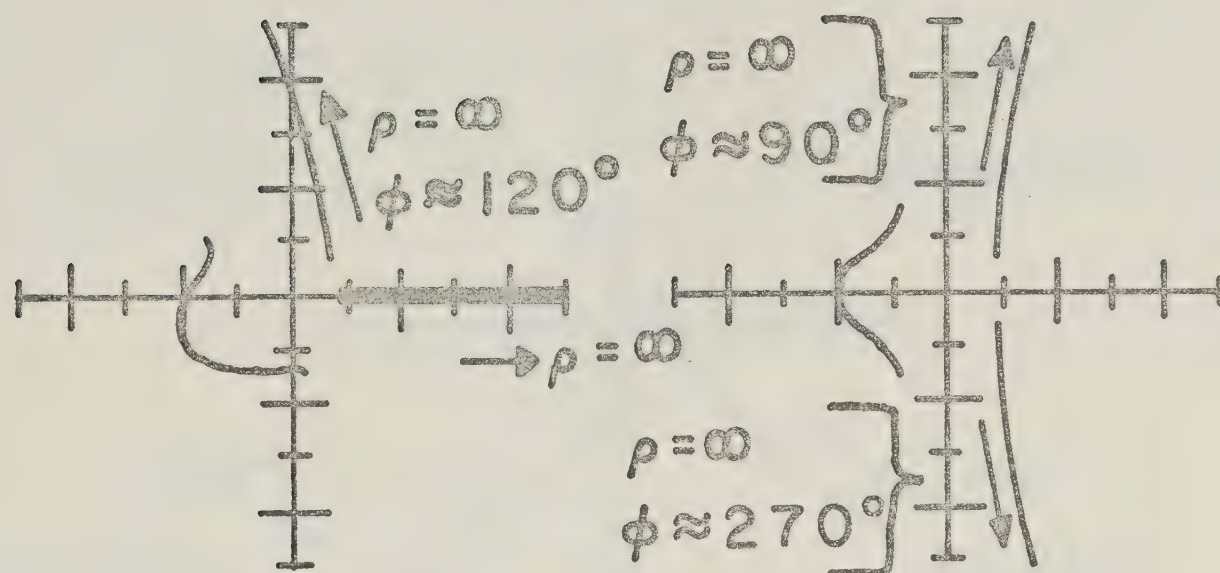 ρ = ∞
φ ≈ 120°
ρ = ∞
ρ = ∞
φ ≈ 90°
ρ = ∞
φ ≈ 270°